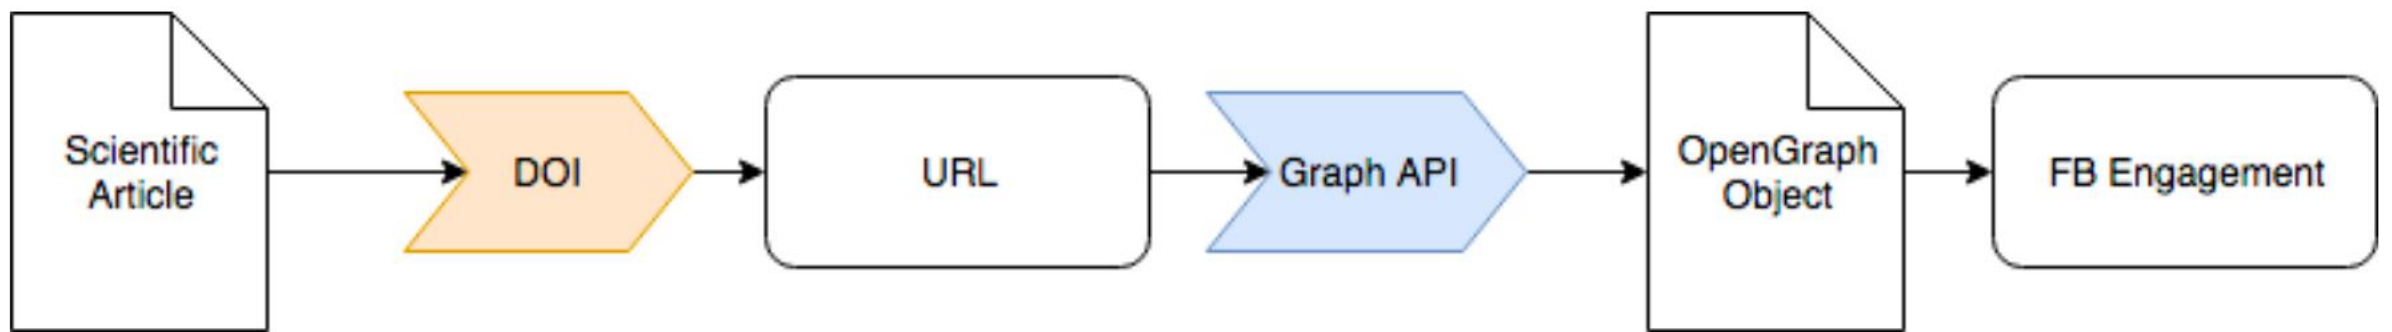 Scientific
Article
DOI
URL
Graph API
OpenGraph
Object
FB Engagement